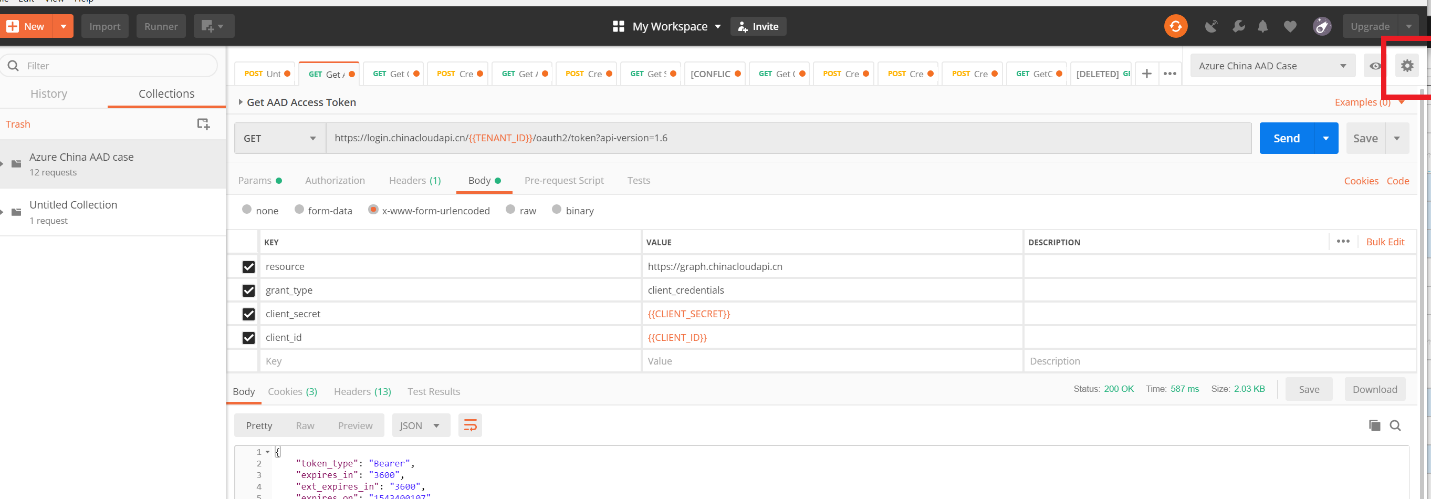 File Edit View Help
New Import Runner My Workspace Invite Upgrade
Filter
History Collections
Trash
Azure China AAD case
12 requests
Untitled Collection
1 request
POST Unt GET Get A GET Get C POST Cre GET Get A POST Cre GET Get S [CONFLIC GET Get C POST Cre POST Cre POST Cre GET GetC [DELETED] GE + ••• Azure China AAD Case
Get AAD Access Token Examples (0)
GET https://login.chinacloudapi.cn/{{TENANT_ID}}/oauth2/token?api-version=1.6 Send Save
Params Authorization Headers (1) Body Pre-request Script Tests Cookies Code
none form-data x-www-form-urlencoded raw binary
KEY VALUE DESCRIPTION ••• Bulk Edit
resource https://graph.chinacloudapi.cn
grant_type client_credentials
client_secret {{CLIENT_SECRET}}
client_id {{CLIENT_ID}}
Key Value Description
Body Cookies (3) Headers (13) Test Results Status: 200 OK Time: 587 ms Size: 2.03 KB Save Download
Pretty Raw Preview JSON
1 {
2 "token_type": "Bearer",
3 "expires_in": "3600",
4 "ext_expires_in": "3600",
5 "expires_on": "1543400107"